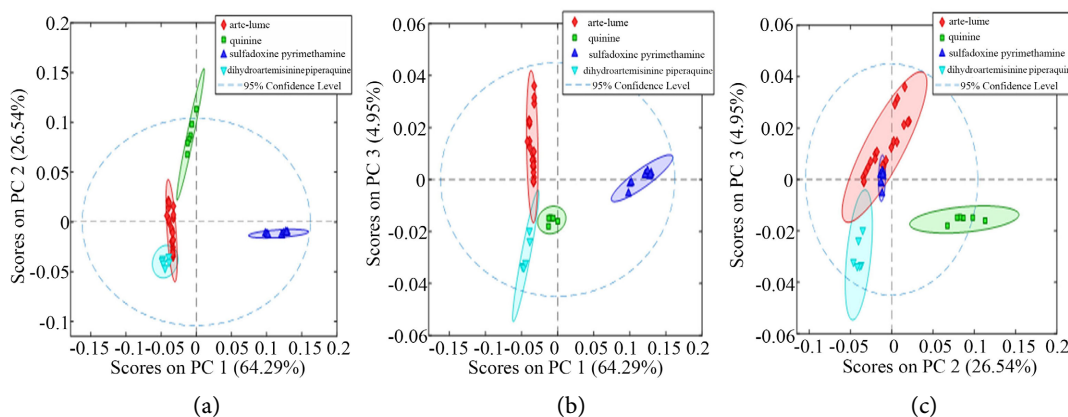 0.2
0.15
0.1
0.05
0
-0.05
-0.1
Scores on PC 2 (26.54%)
arte-lume
quinine
sulfadoxine pyrimethamine
dihydroartemisinine piperaquine
95% Confidence Level
-0.15 -0.1 -0.05 0 0.05 0.1 0.15 0.2
Scores on PC 1 (64.29%)
(a)
0.06
0.04
0.02
0
-0.02
-0.04
-0.06
Scores on PC 3 (4.95%)
arte-lume
quinine
sulfadoxine pyrimethamine
dihydroartemisinine piperaquine
95% Confidence Level
-0.15 -0.1 -0.05 0 0.05 0.1 0.15 0.2
Scores on PC 1 (64.29%)
(b)
0.06
0.04
0.02
0
-0.02
-0.04
-0.06
Scores on PC 3 (4.95%)
arte-lume
quinine
sulfadoxine pyrimethamine
dihydroartemisinine piperaquine
95% Confidence Level
-0.1 -0.05 0 0.05 0.1 0.15 0.2
Scores on PC 2 (26.54%)
(c)